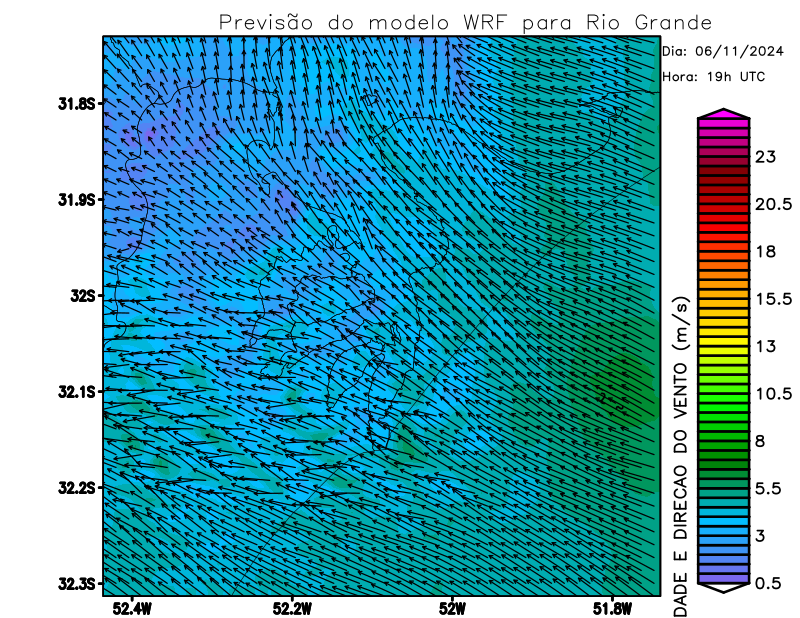 Previsão do modelo WRF para Rio Grande
Dia: 06/11/2024
Hora: 19h UTC
31.8S
31.9S
32S
32.1S
32.2S
32.3S
52.4W
52.2W
52W
51.8W
DADE E DIRECAO DO VENTO (m/s)
23
20.5
18
15.5
13
10.5
8
5.5
3
0.5